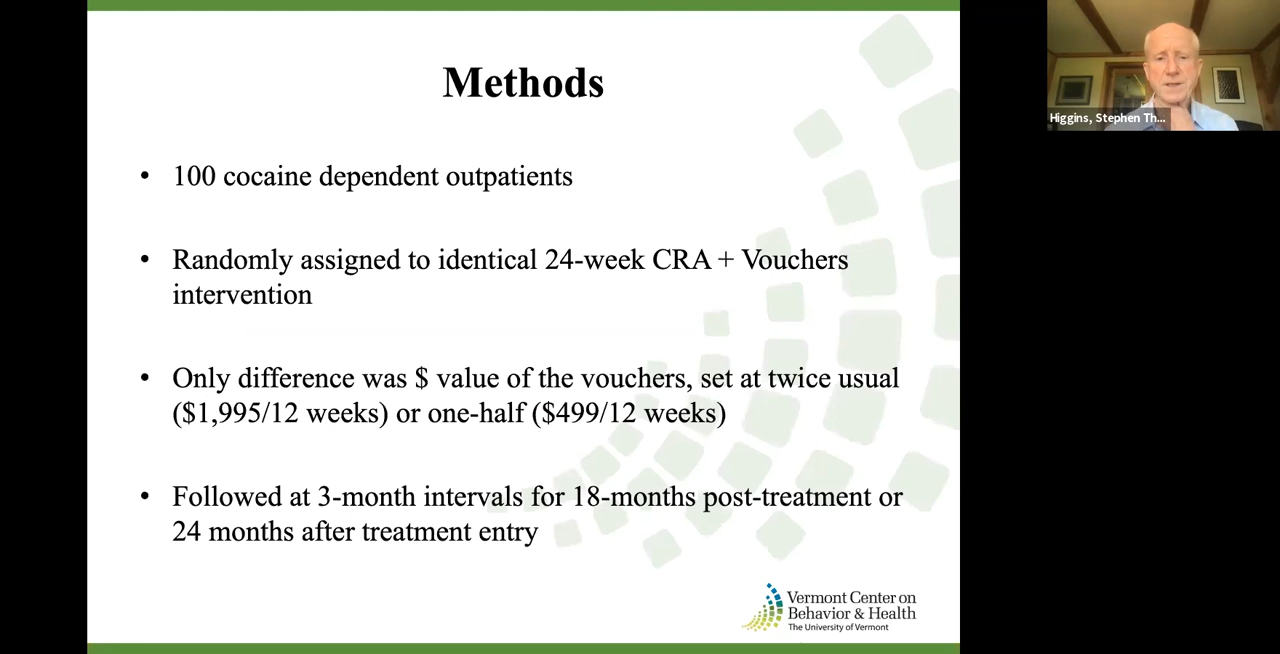 Methods
• 100 cocaine dependent outpatients
• Randomly assigned to identical 24-week CRA + Vouchers
intervention
• Only difference was $ value of the vouchers, set at twice usual
($1,995/12 weeks) or one-half ($499/12 weeks)
• Followed at 3-month intervals for 18-months post-treatment or
24 months after treatment entry
Vermont Center on
Behavior & Health
The University of Vermont
Higgins, Stephen Th...